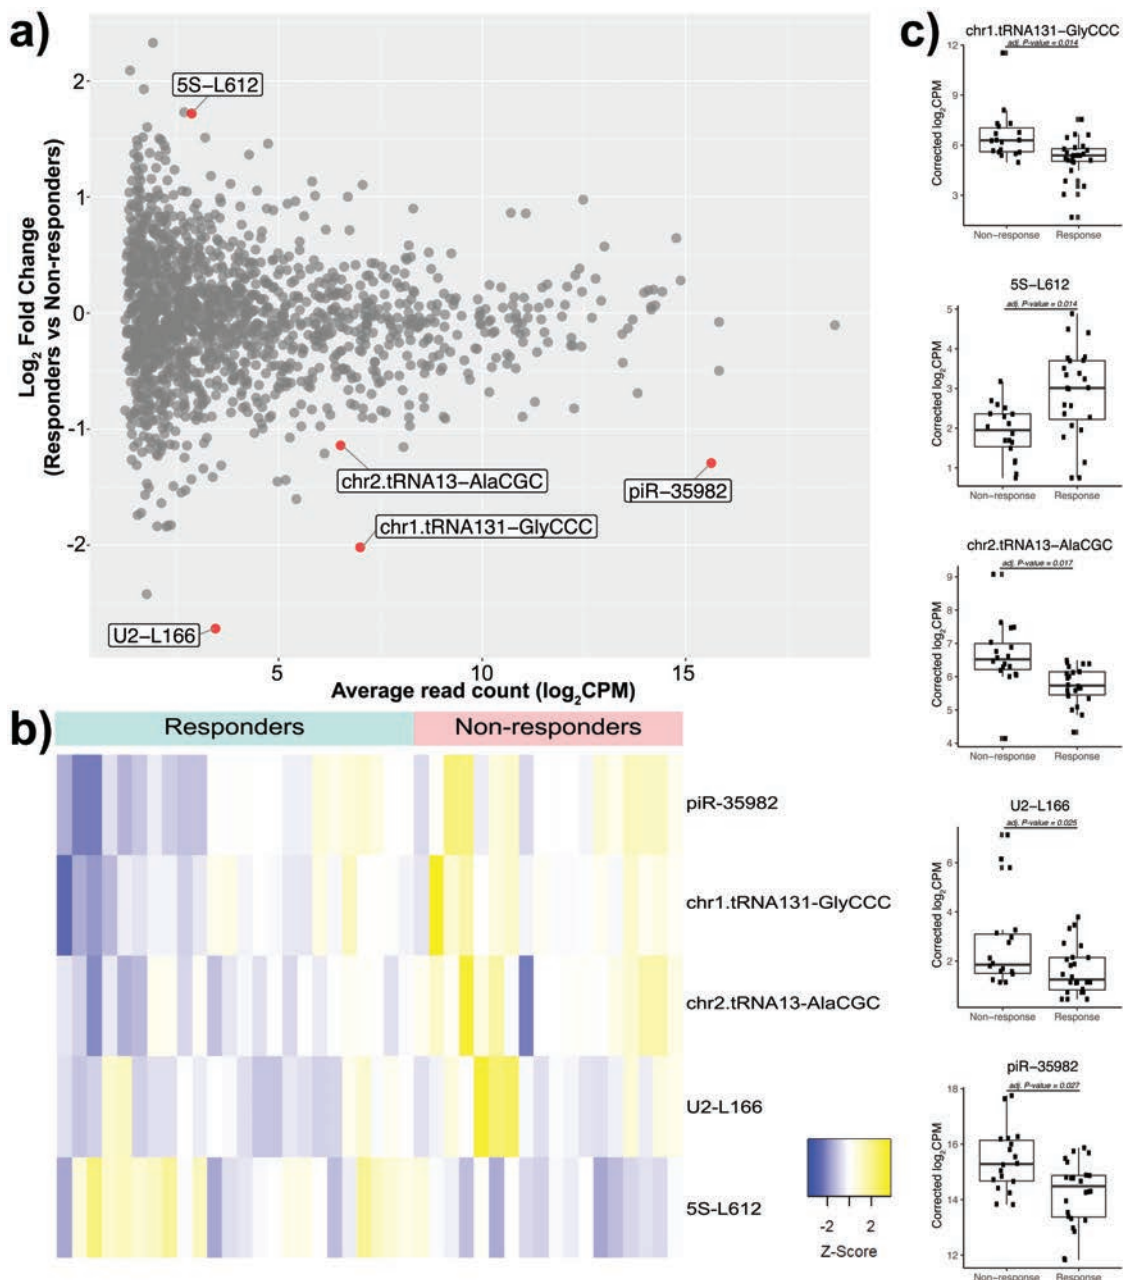 a)
Log2 Fold Change
(Responders vs Non-responders)
2
1
0
-1
-2
5S-L612
chr2.tRNA13-AlaCGC
piR-35982
chr1.tRNA131-GlyCCC
U2-L166
5
10
15
Average read count (log2CPM)
b)
Responders
Non-responders
piR-35982
chr1.tRNA131-GlyCCC
chr2.tRNA13-AlaCGC
U2-L166
5S-L612
-2
2
Z-Score
c)
chr1.tRNA131-GlyCCC
adj. P-value = 0.014
Corrected log2CPM
12
9
6
3
Non-response
Response
5S-L612
adj. P-value = 0.014
Corrected log2CPM
5
4
3
2
1
Non-response
Response
chr2.tRNA13-AlaCGC
adj. P-value = 0.017
Corrected log2CPM
9
8
7
6
5
4
Non-response
Response
U2-L166
adj. P-value = 0.025
Corrected log2CPM
6
4
2
Non-response
Response
piR-35982
adj. P-value = 0.027
Corrected log2CPM
18
16
14
12
Non-response
Response